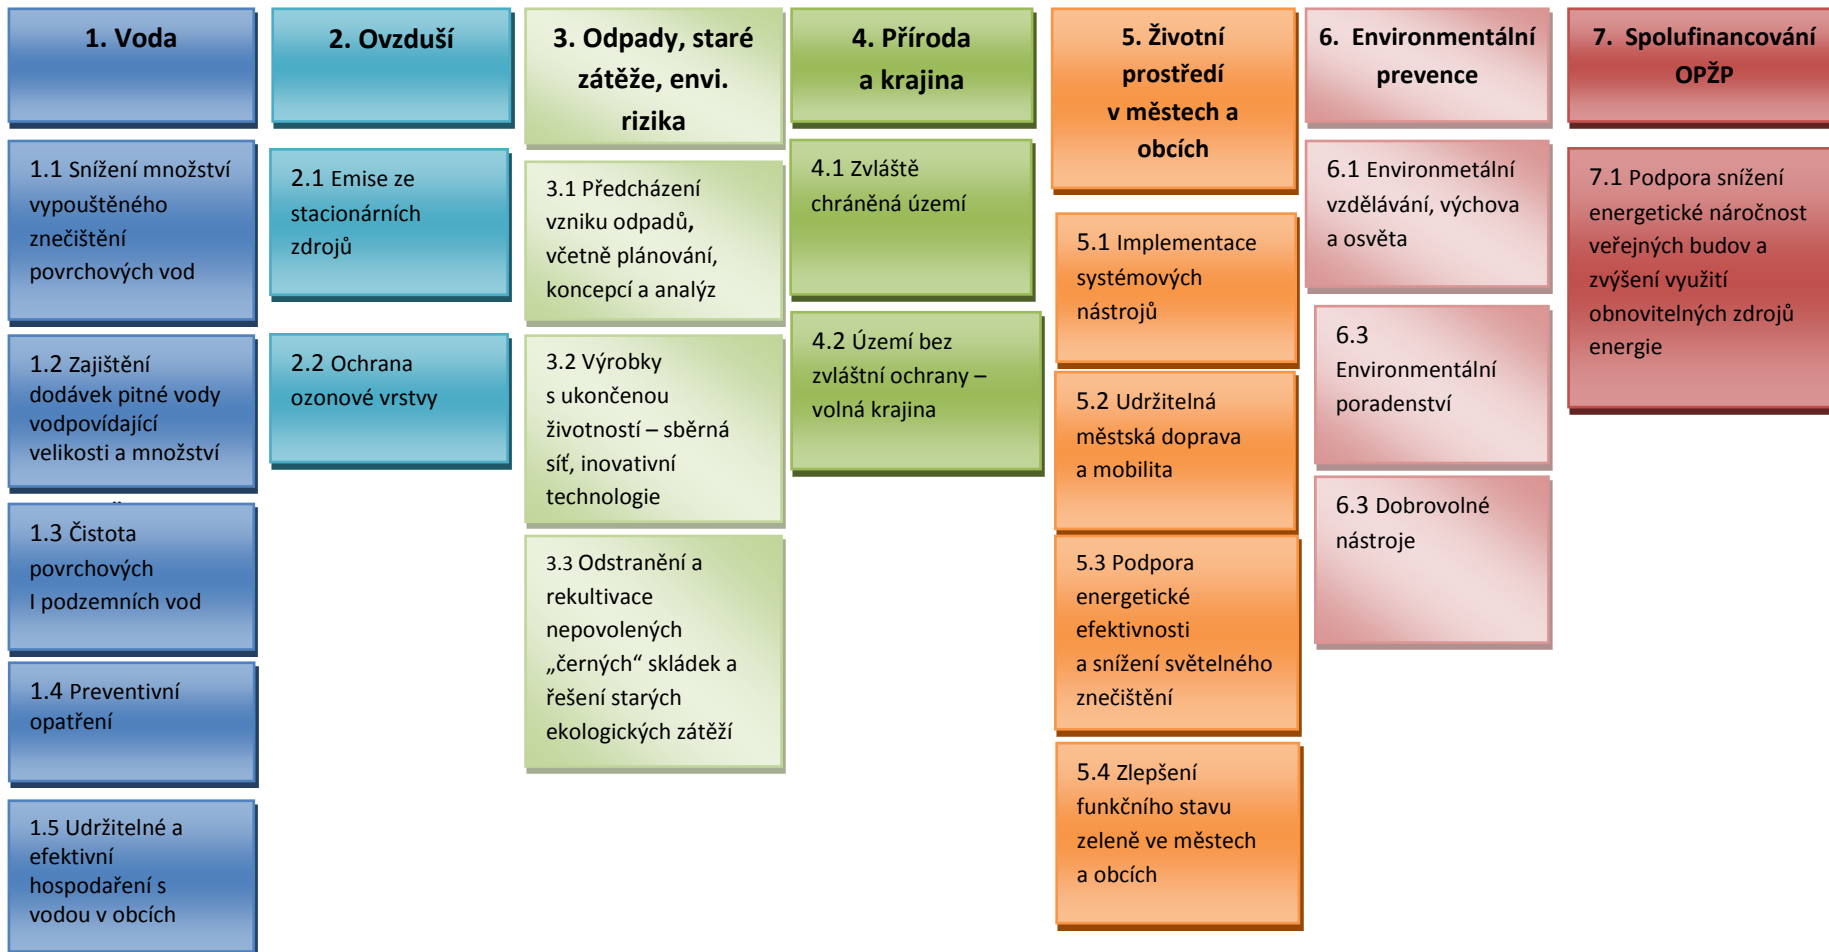 1. Voda
1.1 Snížení množství
vypouštěného
znečištění
povrchových vod
1.2 Zajištění
dodávek pitné vody
vodpovídající
velikosti a množství
1.3 Čistota
povrchových
I podzemních vod
1.4 Preventivní
opatření
1.5 Udržitelné a
efektivní
hospodaření s
vodou v obcích
2. Ovzduší
2.1 Emise ze
stacionárních
zdrojů
2.2 Ochrana
ozonové vrstvy
3. Odpady, staré
zátěže, envi.
rizika
3.1 Předcházení
vzniku odpadů,
včetně plánování,
koncepcí a analýz
3.2 Výrobky
s ukončenou
životností – sběrná
síť, inovativní
technologie
3.3 Odstranění a
rekultivace
nepovolených
„černých“ skládek a
řešení starých
ekologických zátěží
4. Příroda
a krajina
4.1 Zvláště
chráněná území
4.2 Území bez
zvláštní ochrany –
volná krajina
5. Životní
prostředí
v městech a
obcích
5.1 Implementace
systémových
nástrojů
5.2 Udržitelná
městská doprava
a mobilita
5.3 Podpora
energetické
efektivnosti
a snížení světelného
znečištění
5.4 Zlepšení
funkčního stavu
zeleně ve městech
a obcích
6. Environmentální
prevence
6.1 Environmetální
vzdělávání, výchova
a osvěta
6.3
Environmentální
poradenství
6.3 Dobrovolné
nástroje
7. Spolufinancování
OPŽP
7.1 Podpora snížení
energetické náročnost
veřejných budov a
zvýšení využití
obnovitelných zdrojů
energie